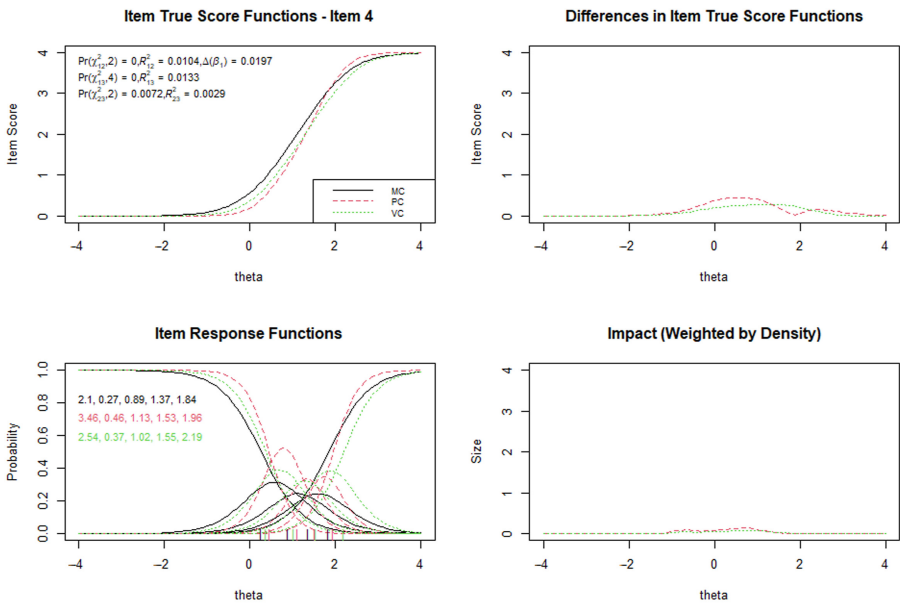 Item True Score Functions - Item 4
Pr(χ²₁₂,2) = 0,R²₁₂ = 0.0104,Δ(β₁) = 0.0197
Pr(χ²₁₃,4) = 0,R²₁₃ = 0.0133
Pr(χ²₂₃,2) = 0.0072,R²₂₃ = 0.0029
Item Score
0 1 2 3 4
MC
PC
VC
−4 −2 0 2 4
theta
Differences in Item True Score Functions
Item Score
0 1 2 3 4
−4 −2 0 2 4
theta
Item Response Functions
Probability
0.0 0.2 0.4 0.6 0.8 1.0
2.1, 0.27, 0.89, 1.37, 1.84
3.46, 0.46, 1.13, 1.53, 1.96
2.54, 0.37, 1.02, 1.55, 2.19
−4 −2 0 2 4
theta
Impact (Weighted by Density)
Size
0 1 2 3 4
−4 −2 0 2 4
theta